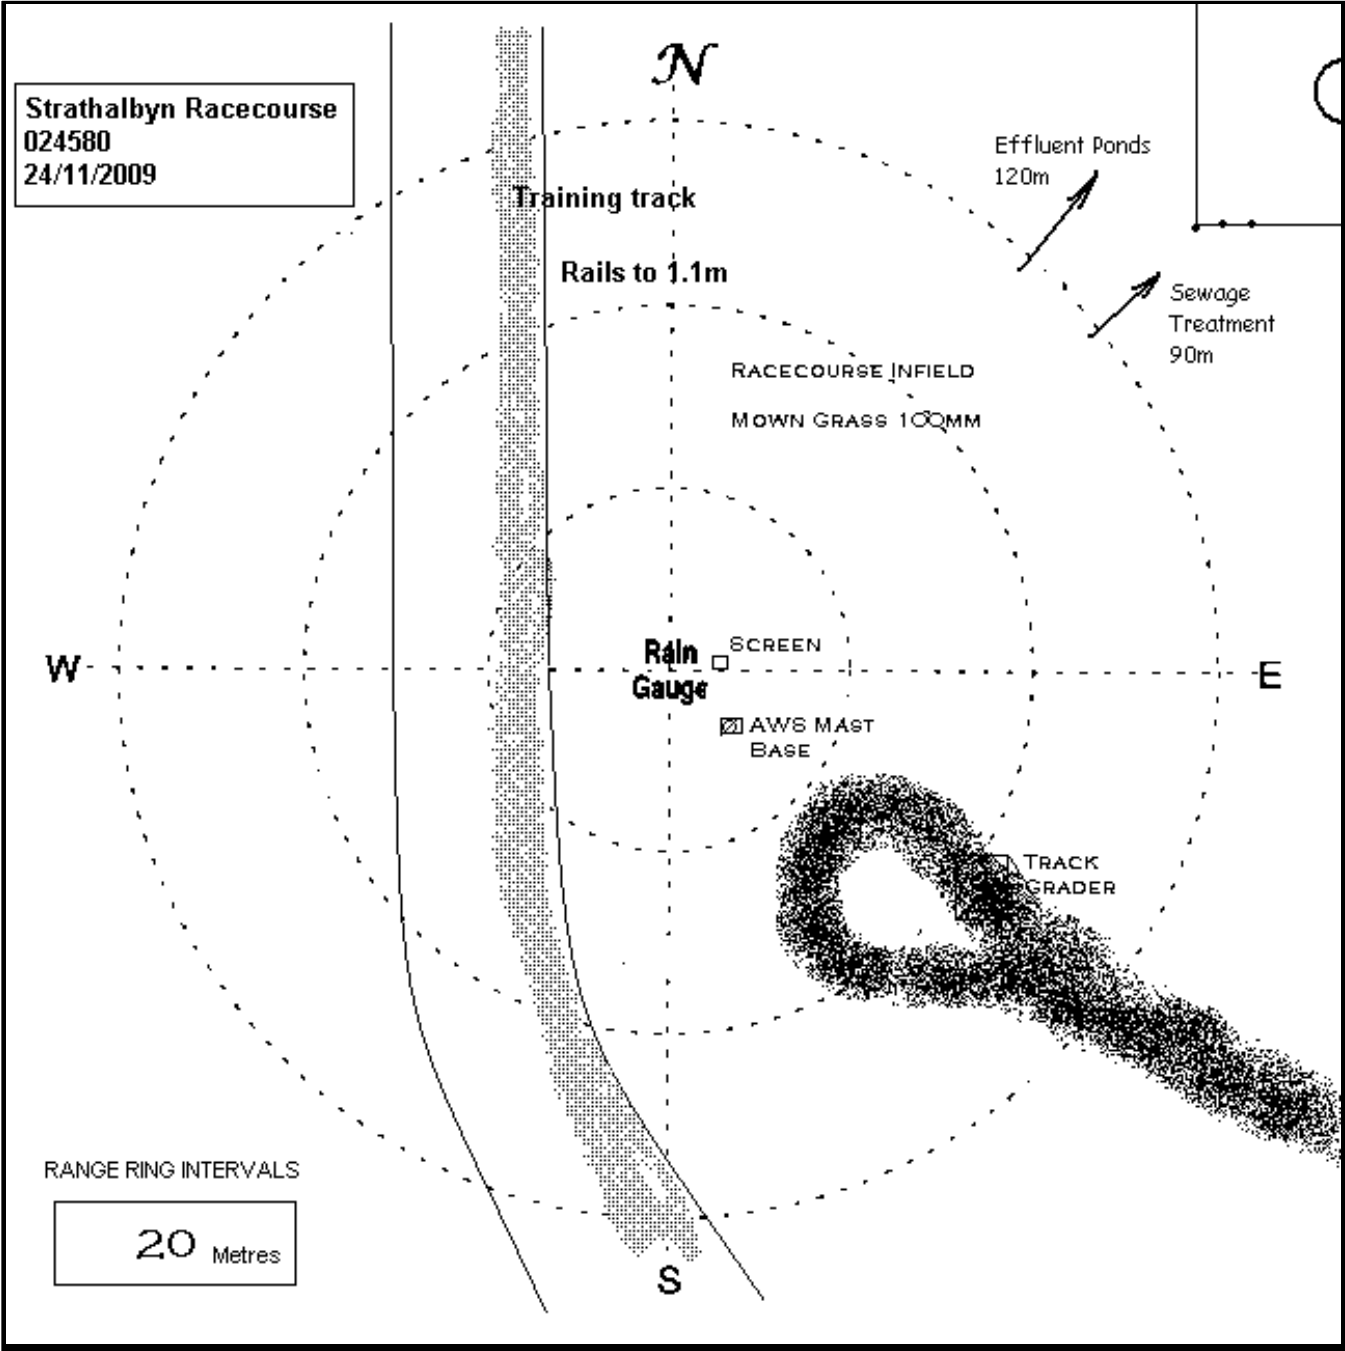 N
Strathalbyn Racecourse
024580
24/11/2009
Effluent Ponds
120m
Training track
Rails to 1.1m
Sewage
Treatment
90m
RACECOURSE INFIELD
MOWN GRASS 100MM
W
Rain
Gauge
SCREEN
E
AWS MAST
BASE
TRACK
GRADER
RANGE RING INTERVALS
20 Metres
S